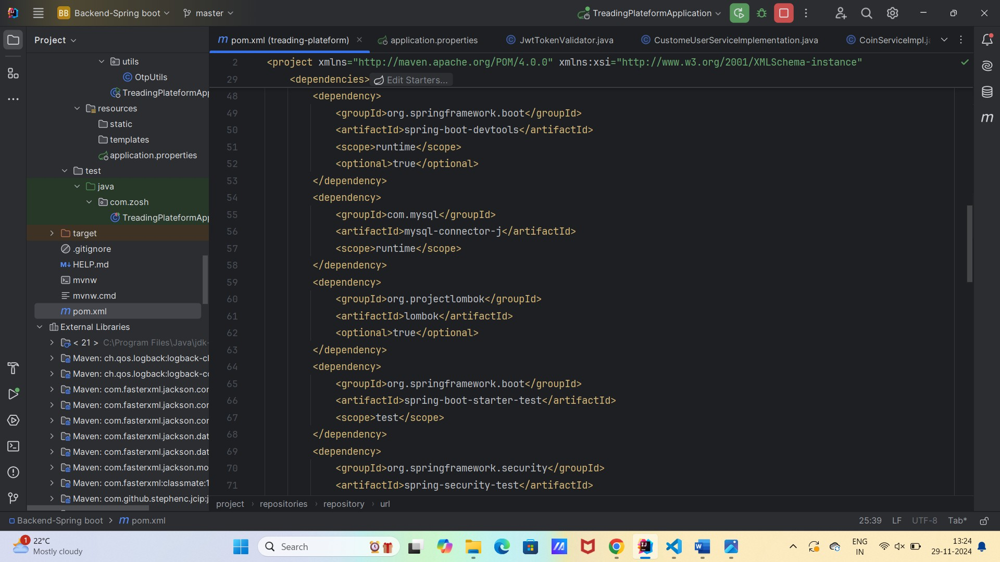 BB Backend-Spring boot master TreadingPlateformApplication
Project
pom.xml (treading-plateform) application.properties JwtTokenValidator.java CustomeUserServiceImplementation.java CoinServiceImpl.ja
utils
OtpUtils
TreadingPlateformApp
resources
static
templates
application.properties
test
java
com.zosh
TreadingPlateformApp
target
.gitignore
M↓ HELP.md
mvnw
mvnw.cmd
m pom.xml
External Libraries
< 21 > C:\Program Files\Java\jdk-
Maven: ch.qos.logback:logback-cl
Maven: ch.qos.logback:logback-co
Maven: com.fasterxml.jackson.cor
Maven: com.fasterxml.jackson.cor
Maven: com.fasterxml.jackson.cor
Maven: com.fasterxml.jackson.dat
Maven: com.fasterxml.jackson.dat
Maven: com.fasterxml.jackson.mo
Maven: com.fasterxml:classmate:1
Maven: com.github.stephenc.jcip:j
2 <project xmlns="http://maven.apache.org/POM/4.0.0" xmlns:xsi="http://www.w3.org/2001/XMLSchema-instance"
29 <dependencies> Edit Starters...
48 <dependency>
49 <groupId>org.springframework.boot</groupId>
50 <artifactId>spring-boot-devtools</artifactId>
51 <scope>runtime</scope>
52 <optional>true</optional>
53 </dependency>
54 <dependency>
55 <groupId>com.mysql</groupId>
56 <artifactId>mysql-connector-j</artifactId>
57 <scope>runtime</scope>
58 </dependency>
59 <dependency>
60 <groupId>org.projectlombok</groupId>
61 <artifactId>lombok</artifactId>
62 <optional>true</optional>
63 </dependency>
64 <dependency>
65 <groupId>org.springframework.boot</groupId>
66 <artifactId>spring-boot-starter-test</artifactId>
67 <scope>test</scope>
68 </dependency>
69 <dependency>
70 <groupId>org.springframework.security</groupId>
71 <artifactId>spring-security-test</artifactId>
project > repositories > repository > url
Backend-Spring boot > m pom.xml 25:39 LF UTF-8 Tab*
1 22°C
Mostly cloudy
Search
ENG
IN
13:24
29-11-2024